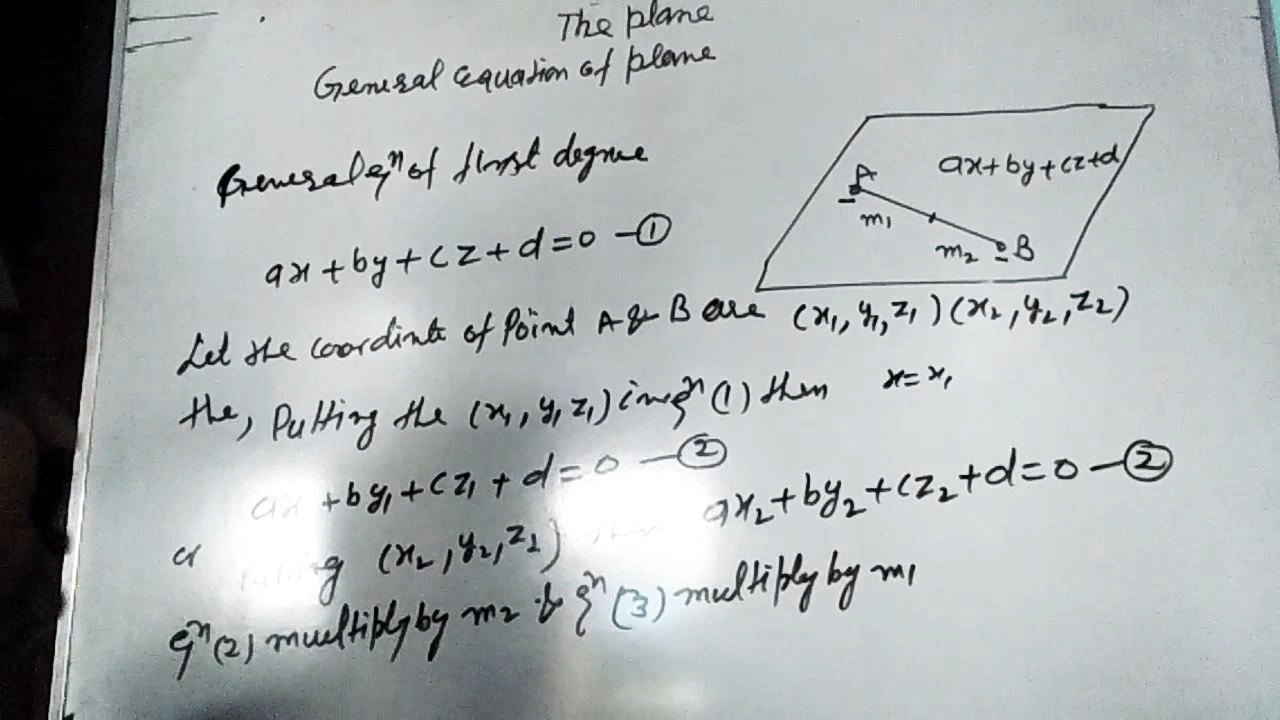 The plane
General equation of plane
General eqn of first degree
ax + by + cz + d = 0 — ①
A
ax + by + cz + d
m₁
m₂
B
Let the coordinate of Point A & B are (x₁, y₁, z₁) (x₂, y₂, z₂)
the, Putting the (x₁, y₁ z₁) in eqn (1) then x = x₁
ax + by₁ + cz₁ + d = 0 — ②
(x₂, y₂, z₂) ax₂ + by₂ + cz₂ + d = 0 — ②
eqn (2) multiply by m₂ & eqn (3) multiply by m₁